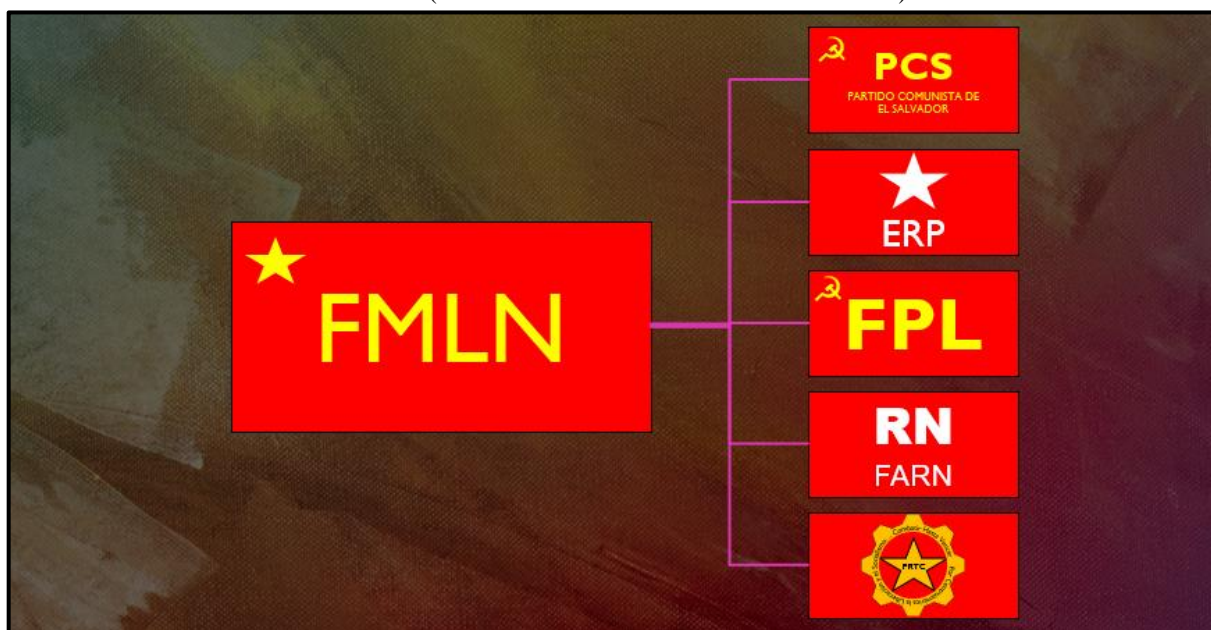 FMLN
PCS
PARTIDO COMUNISTA DE
EL SALVADOR
ERP
FPL
RN
FARN
PRTC